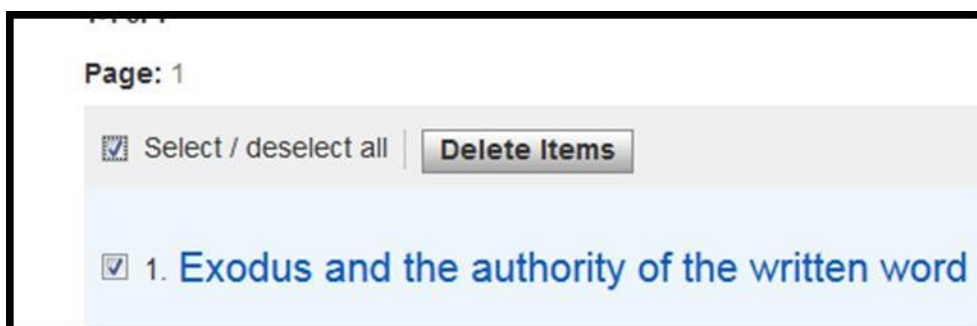 Page: 1
Select / deselect all Delete Items
1. Exodus and the authority of the written word